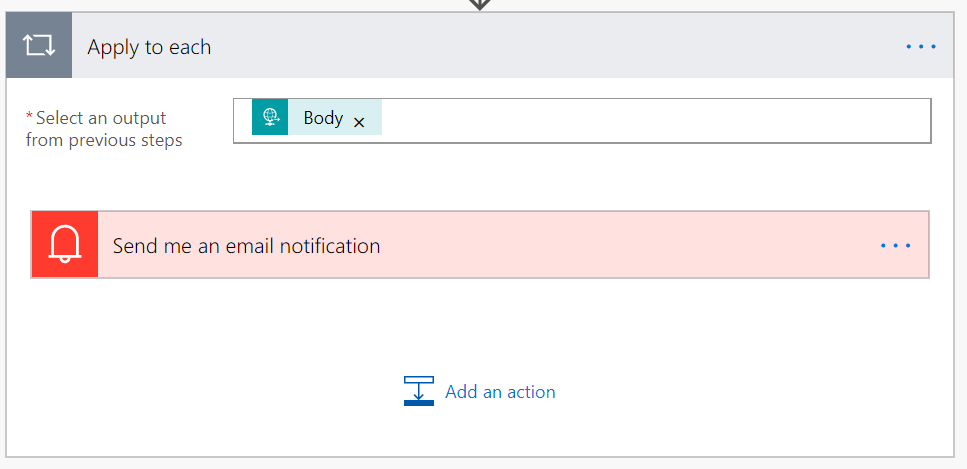 Apply to each
* Select an output
from previous steps
Body ×
Send me an email notification
Add an action